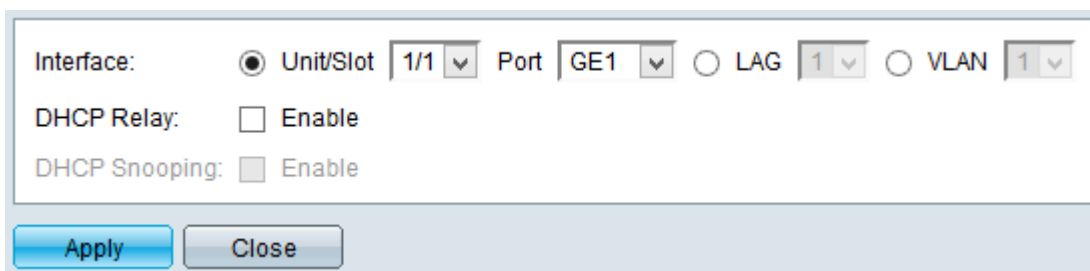 Interface: Unit/Slot 1/1 Port GE1 LAG 1 VLAN 1
DHCP Relay: Enable
DHCP Snooping: Enable
Apply Close